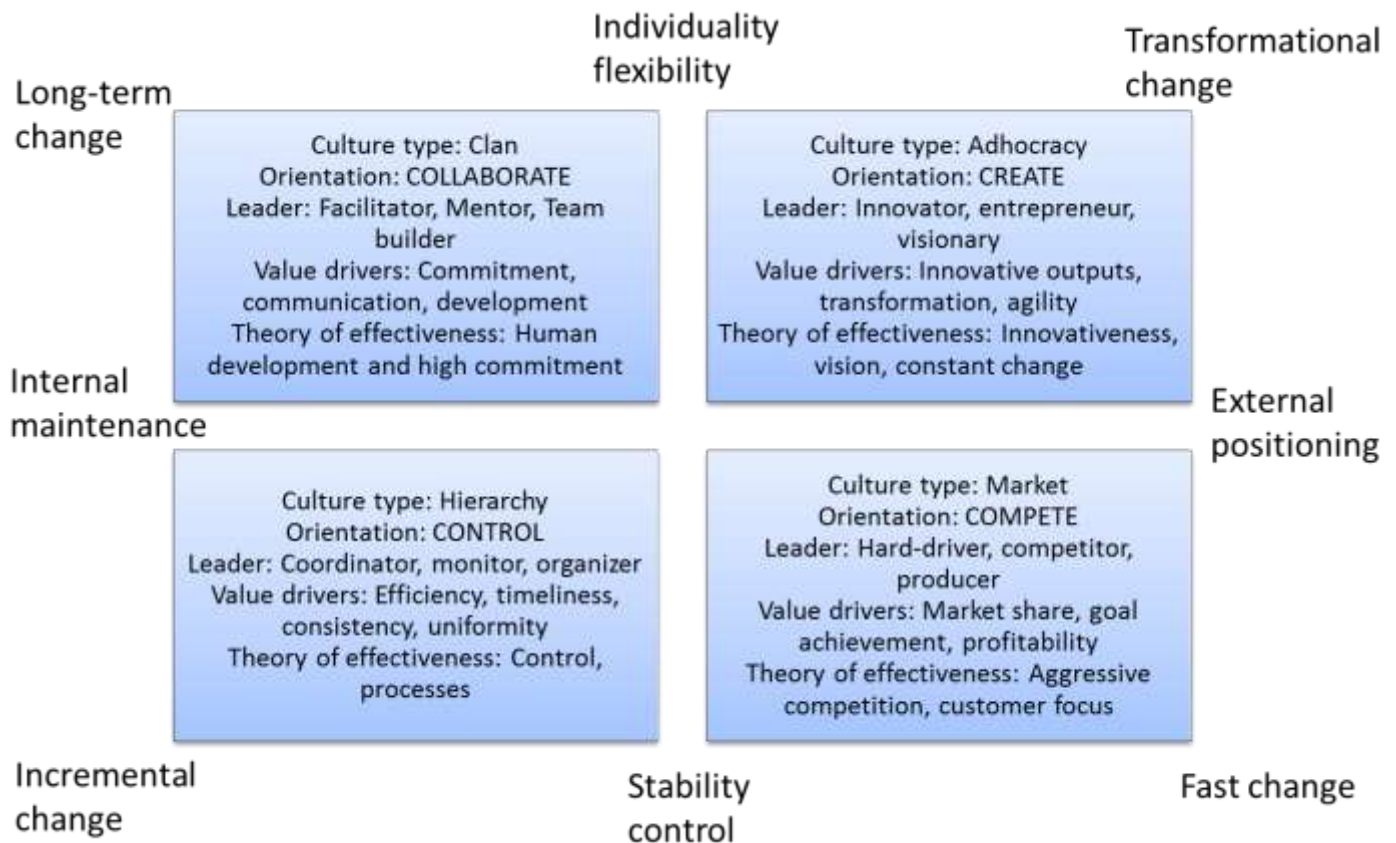 Individuality
flexibility
Transformational
change
Long-term
change
Culture type: Clan
Orientation: COLLABORATE
Leader: Facilitator, Mentor, Team
builder
Value drivers: Commitment,
communication, development
Theory of effectiveness: Human
development and high commitment
Culture type: Adhocracy
Orientation: CREATE
Leader: Innovator, entrepreneur,
visionary
Value drivers: Innovative outputs,
transformation, agility
Theory of effectiveness: Innovativeness,
vision, constant change
Internal
maintenance
External
positioning
Culture type: Hierarchy
Orientation: CONTROL
Leader: Coordinator, monitor, organizer
Value drivers: Efficiency, timeliness,
consistency, uniformity
Theory of effectiveness: Control,
processes
Culture type: Market
Orientation: COMPETE
Leader: Hard-driver, competitor,
producer
Value drivers: Market share, goal
achievement, profitability
Theory of effectiveness: Aggressive
competition, customer focus
Incremental
change
Stability
control
Fast change